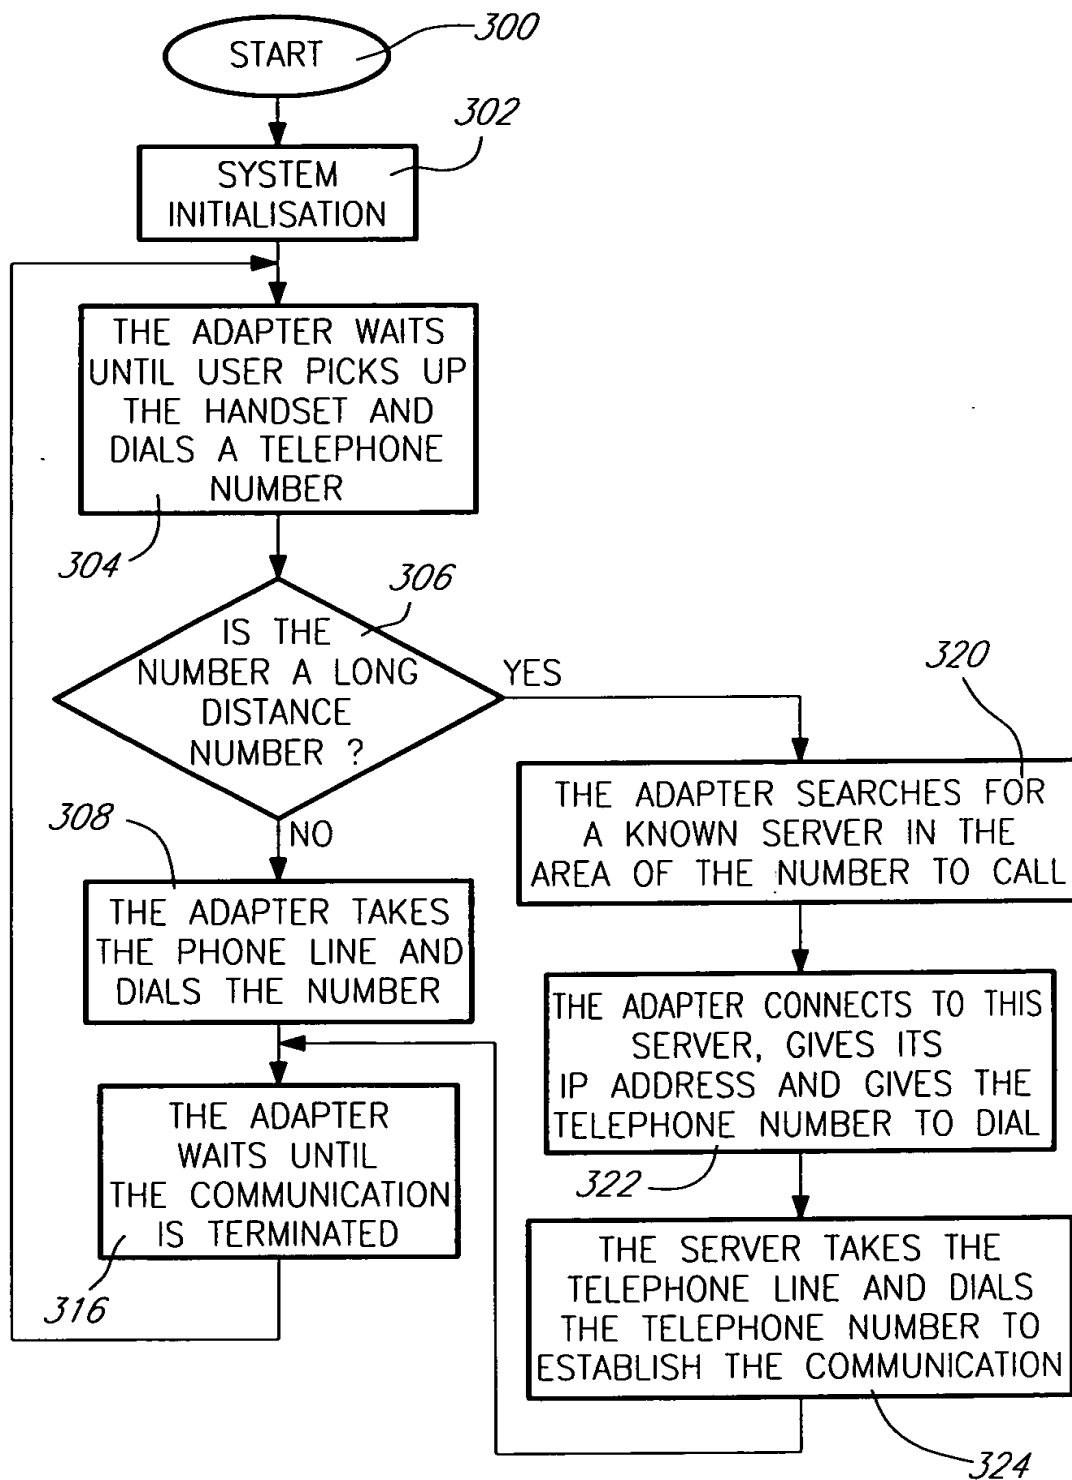 300
START
302
SYSTEM
INITIALISATION
THE ADAPTER WAITS
UNTIL USER PICKS UP
THE HANDSET AND
DIALS A TELEPHONE
NUMBER
304
306
IS THE
NUMBER A LONG
DISTANCE
NUMBER ?
YES
NO
308
THE ADAPTER TAKES
THE PHONE LINE AND
DIALS THE NUMBER
THE ADAPTER
WAITS UNTIL
THE COMMUNICATION
IS TERMINATED
316
320
THE ADAPTER SEARCHES FOR
A KNOWN SERVER IN THE
AREA OF THE NUMBER TO CALL
THE ADAPTER CONNECTS TO THIS
SERVER, GIVES ITS
IP ADDRESS AND GIVES THE
TELEPHONE NUMBER TO DIAL
322
THE SERVER TAKES THE
TELEPHONE LINE AND DIALS
THE TELEPHONE NUMBER TO
ESTABLISH THE COMMUNICATION
324